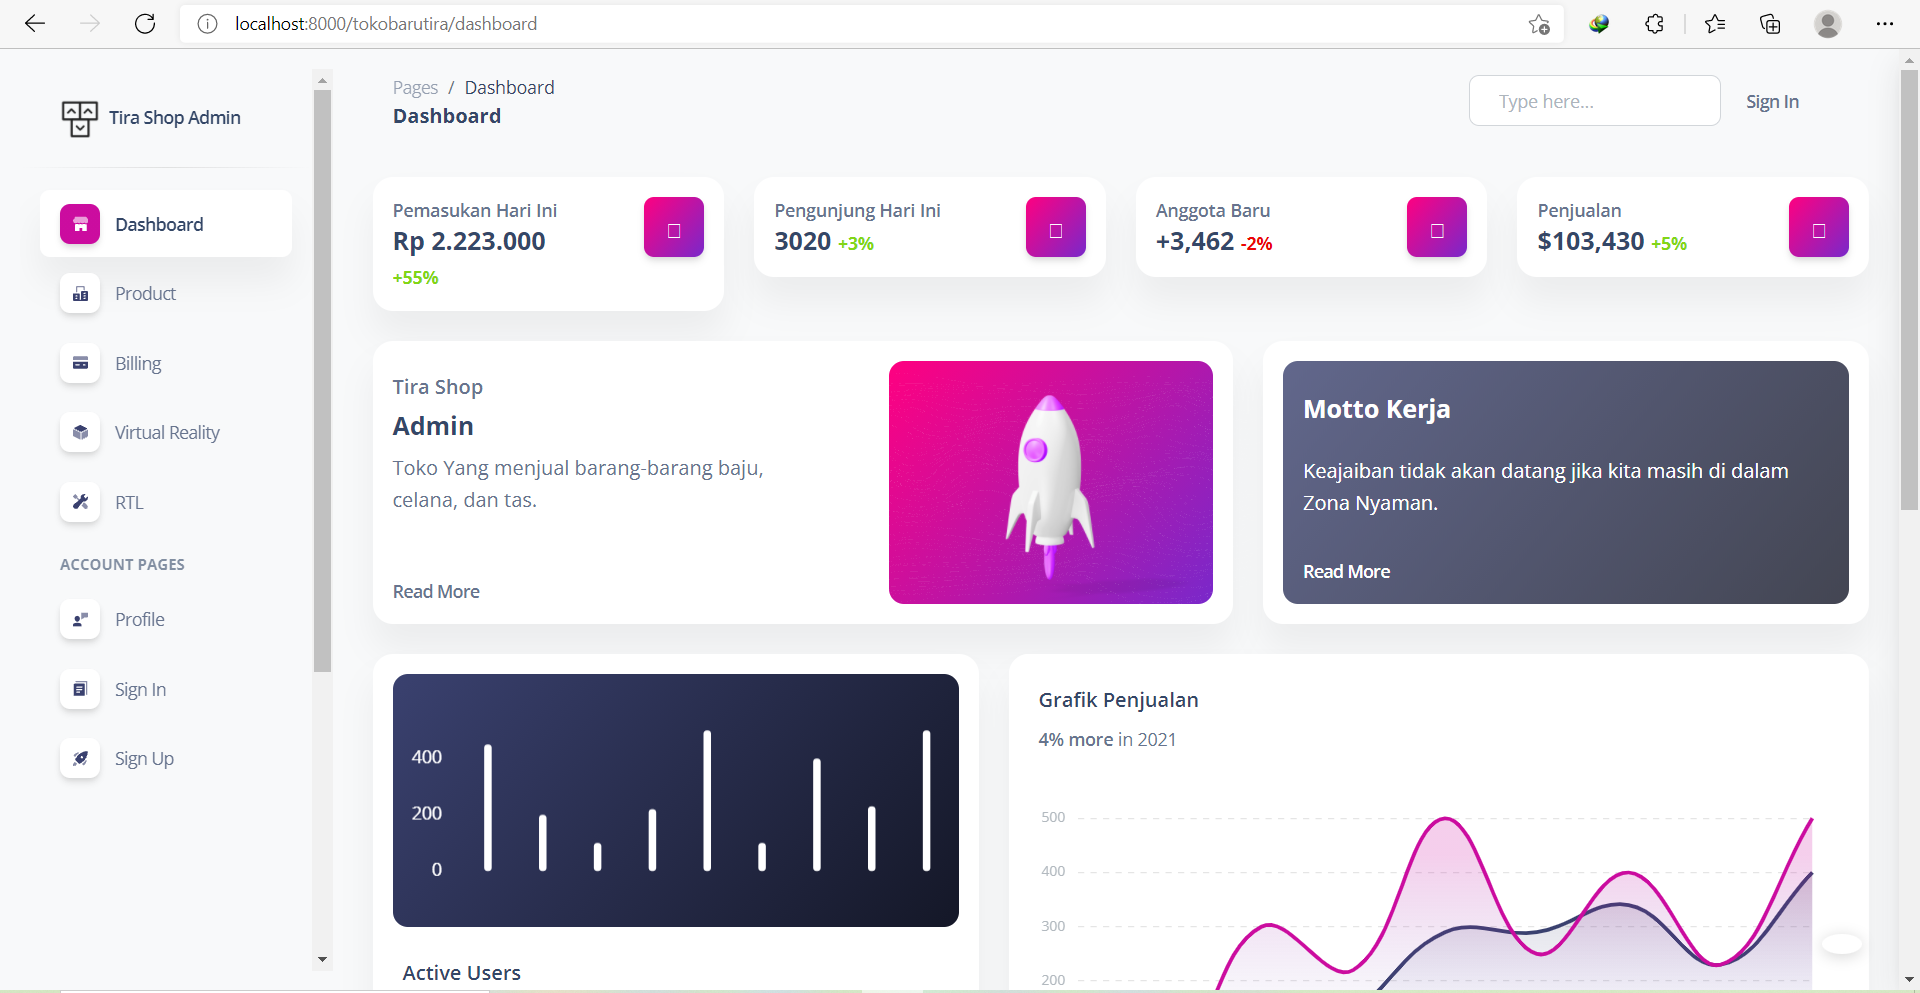 localhost:8000/tokobarutira/dashboard
Tira Shop Admin
Dashboard
Product
Billing
Virtual Reality
RTL
ACCOUNT PAGES
Profile
Sign In
Sign Up
Pages / Dashboard
Dashboard
Type here...
Sign In
Pemasukan Hari Ini
Rp 2.223.000
+55%
Pengunjung Hari Ini
3020 +3%
Anggota Baru
+3,462 -2%
Penjualan
$103,430 +5%
Tira Shop
Admin
Toko Yang menjual barang-barang baju,
celana, dan tas.
Read More
Motto Kerja
Keajaiban tidak akan datang jika kita masih di dalam
Zona Nyaman.
Read More
400
200
0
Active Users
Grafik Penjualan
4% more in 2021
500
400
300
200